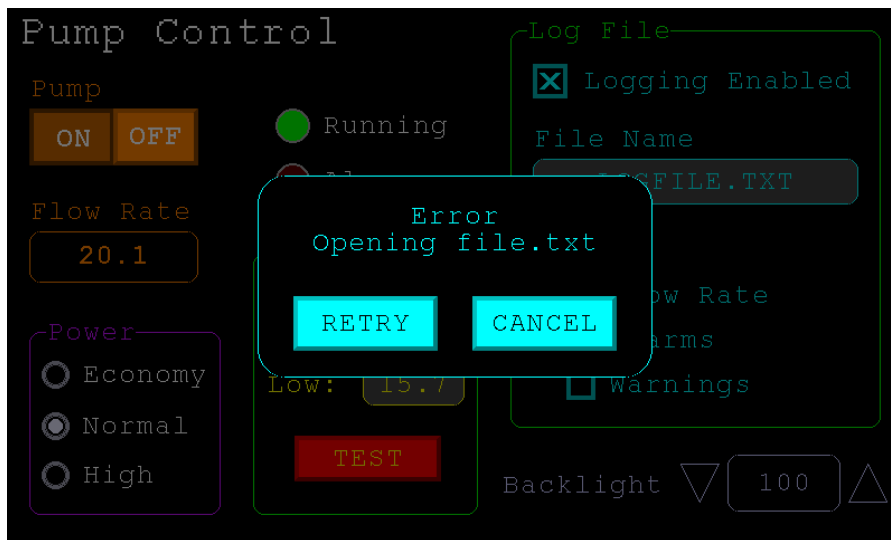 Pump Control
Pump
ON OFF
Running
Flow Rate
20.1
Power
Economy
Normal
High
Error
Opening file.txt
RETRY CANCEL
Low: 15.7
TEST
Log File
Logging Enabled
File Name
Warnings
Backlight 100